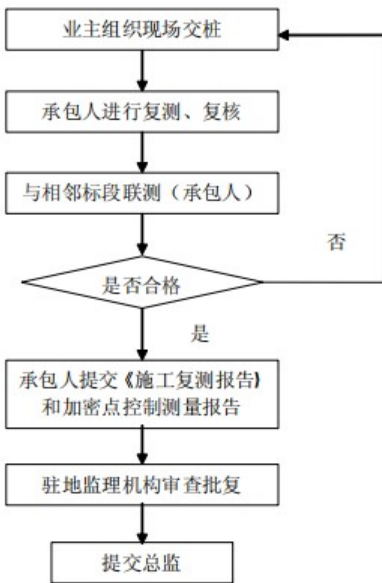 业主组织现场交桩
承包人进行复测、复核
与相邻标段联测（承包人）
否
是否合格
是
承包人提交《施工复测报告)
和加密点控制测量报告
驻地监理机构审查批复
提交总监